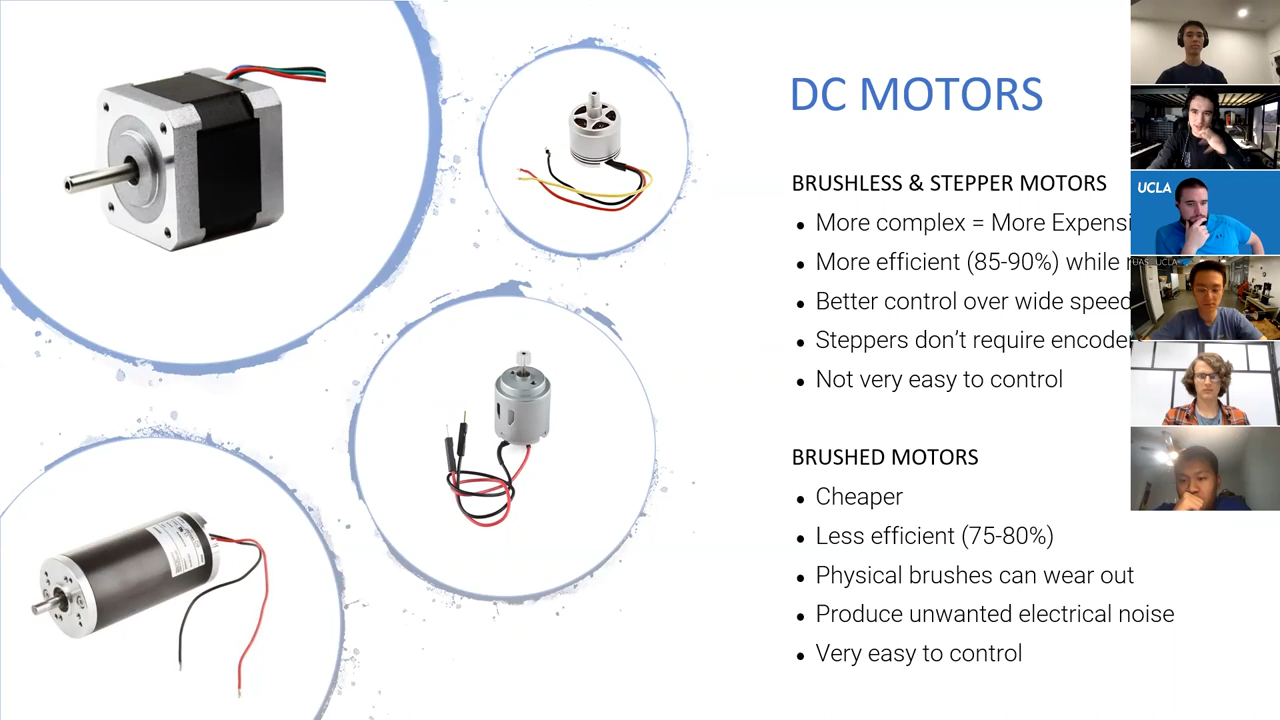 DC MOTORS
BRUSHLESS & STEPPER MOTORS
• More complex = More Expensi
• More efficient (85-90%) while
• Better control over wide speed
• Steppers don’t require encoder
• Not very easy to control
BRUSHED MOTORS
• Cheaper
• Less efficient (75-80%)
• Physical brushes can wear out
• Produce unwanted electrical noise
• Very easy to control
UCLA
UAS_UCLA